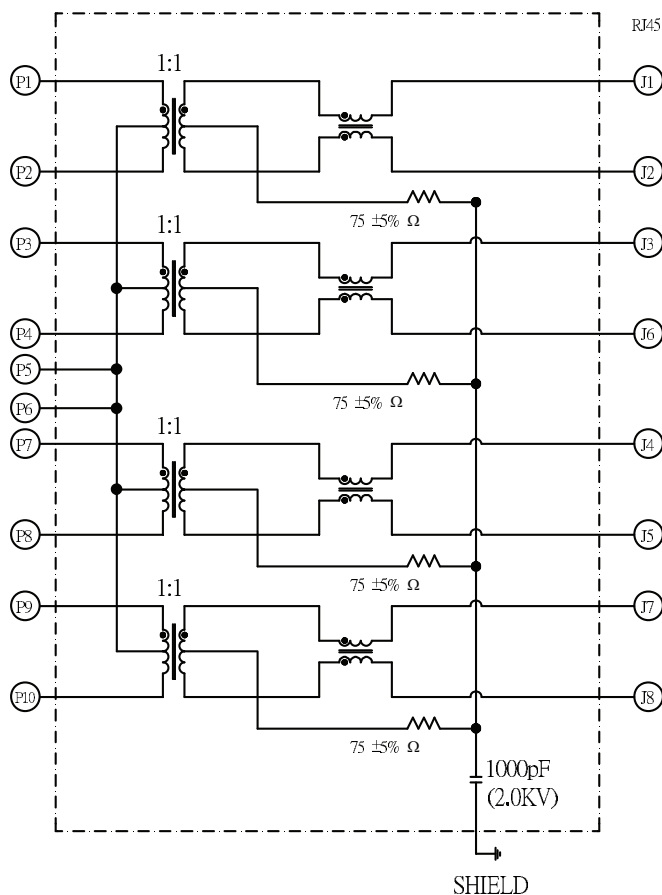 RJ45
1:1
P1
J1
P2
J2
75 ±5% Ω
1:1
P3
J3
P4
J6
P5
75 ±5% Ω
P6
1:1
P7
J4
P8
J5
75 ±5% Ω
1:1
P9
J7
P10
J8
75 ±5% Ω
1000pF
(2.0KV)
SHIELD